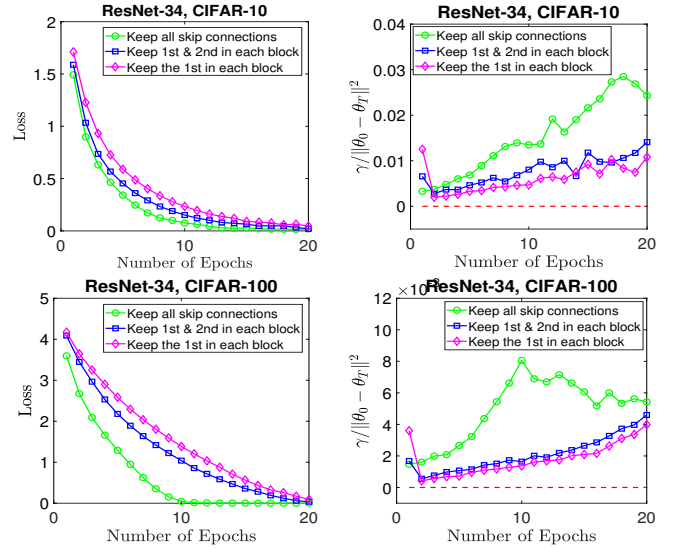 ResNet-34, CIFAR-10
2
1.5
1
0.5
0
Loss
Keep all skip connections
Keep 1st & 2nd in each block
Keep the 1st in each block
0
10
20
Number of Epochs
ResNet-34, CIFAR-10
0.04
0.03
0.02
0.01
0
γ/∥θ₀ − θ_T∥²
Keep all skip connections
Keep 1st & 2nd in each block
Keep the 1st in each block
0
10
20
Number of Epochs
ResNet-34, CIFAR-100
5
4
3
2
1
0
Loss
Keep all skip connections
Keep 1st & 2nd in each block
Keep the 1st in each block
0
10
20
Number of Epochs
ResNet-34, CIFAR-100
×10
12
10
8
6
4
2
0
γ/∥θ₀ − θ_T∥²
Keep all skip connections
Keep 1st & 2nd in each block
Keep the 1st in each block
0
10
20
Number of Epochs